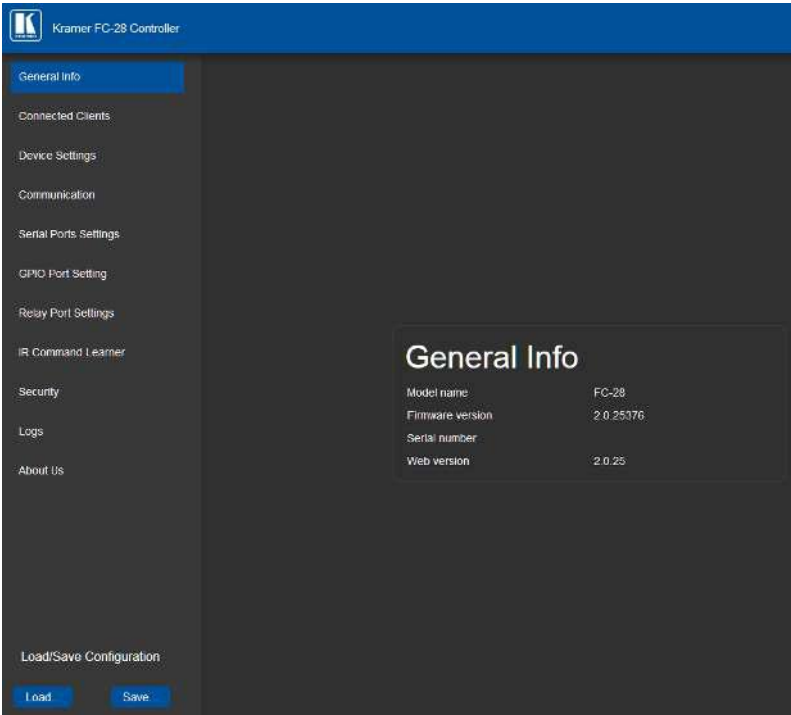 Kramer FC-28 Controller
General Info
Connected Clients
Device Settings
Communication
Serial Ports Settings
GPIO Port Setting
Relay Port Settings
IR Command Learner
Security
Logs
About Us
General Info
Model name FC-28
Firmware version 2.0.25376
Serial number
Web version 2.0.25
Load/Save Configuration
Load... Save...